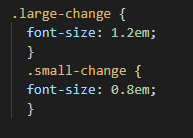 .large-change {
  font-size: 1.2em;
  }
  .small-change {
  font-size: 0.8em;
  }